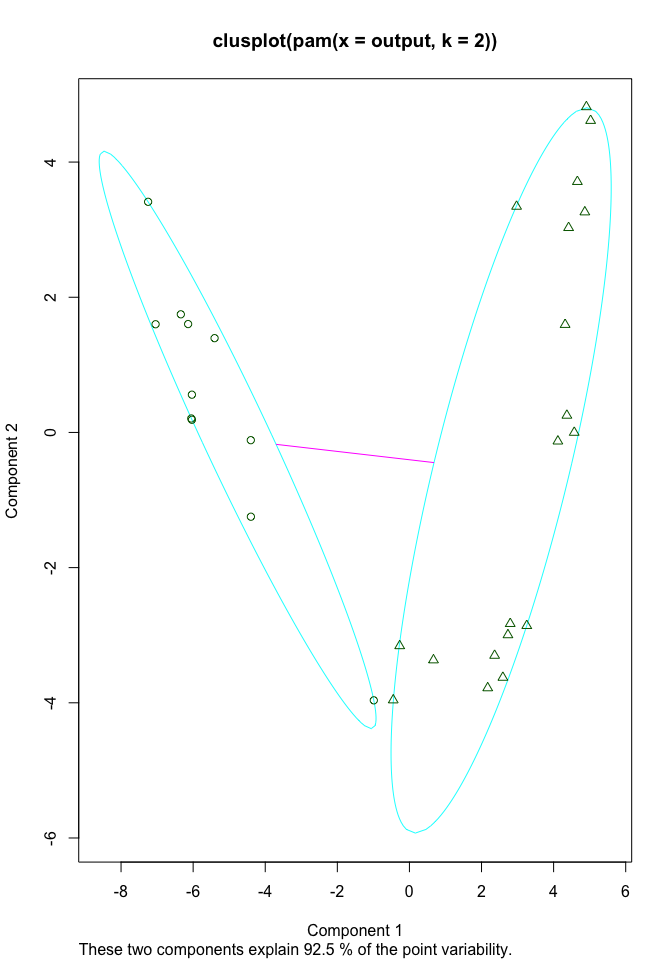 clusplot(pam(x = output, k = 2))
Component 2
4
2
0
-2
-4
-6
-8 -6 -4 -2 0 2 4 6
Component 1
These two components explain 92.5 % of the point variability.